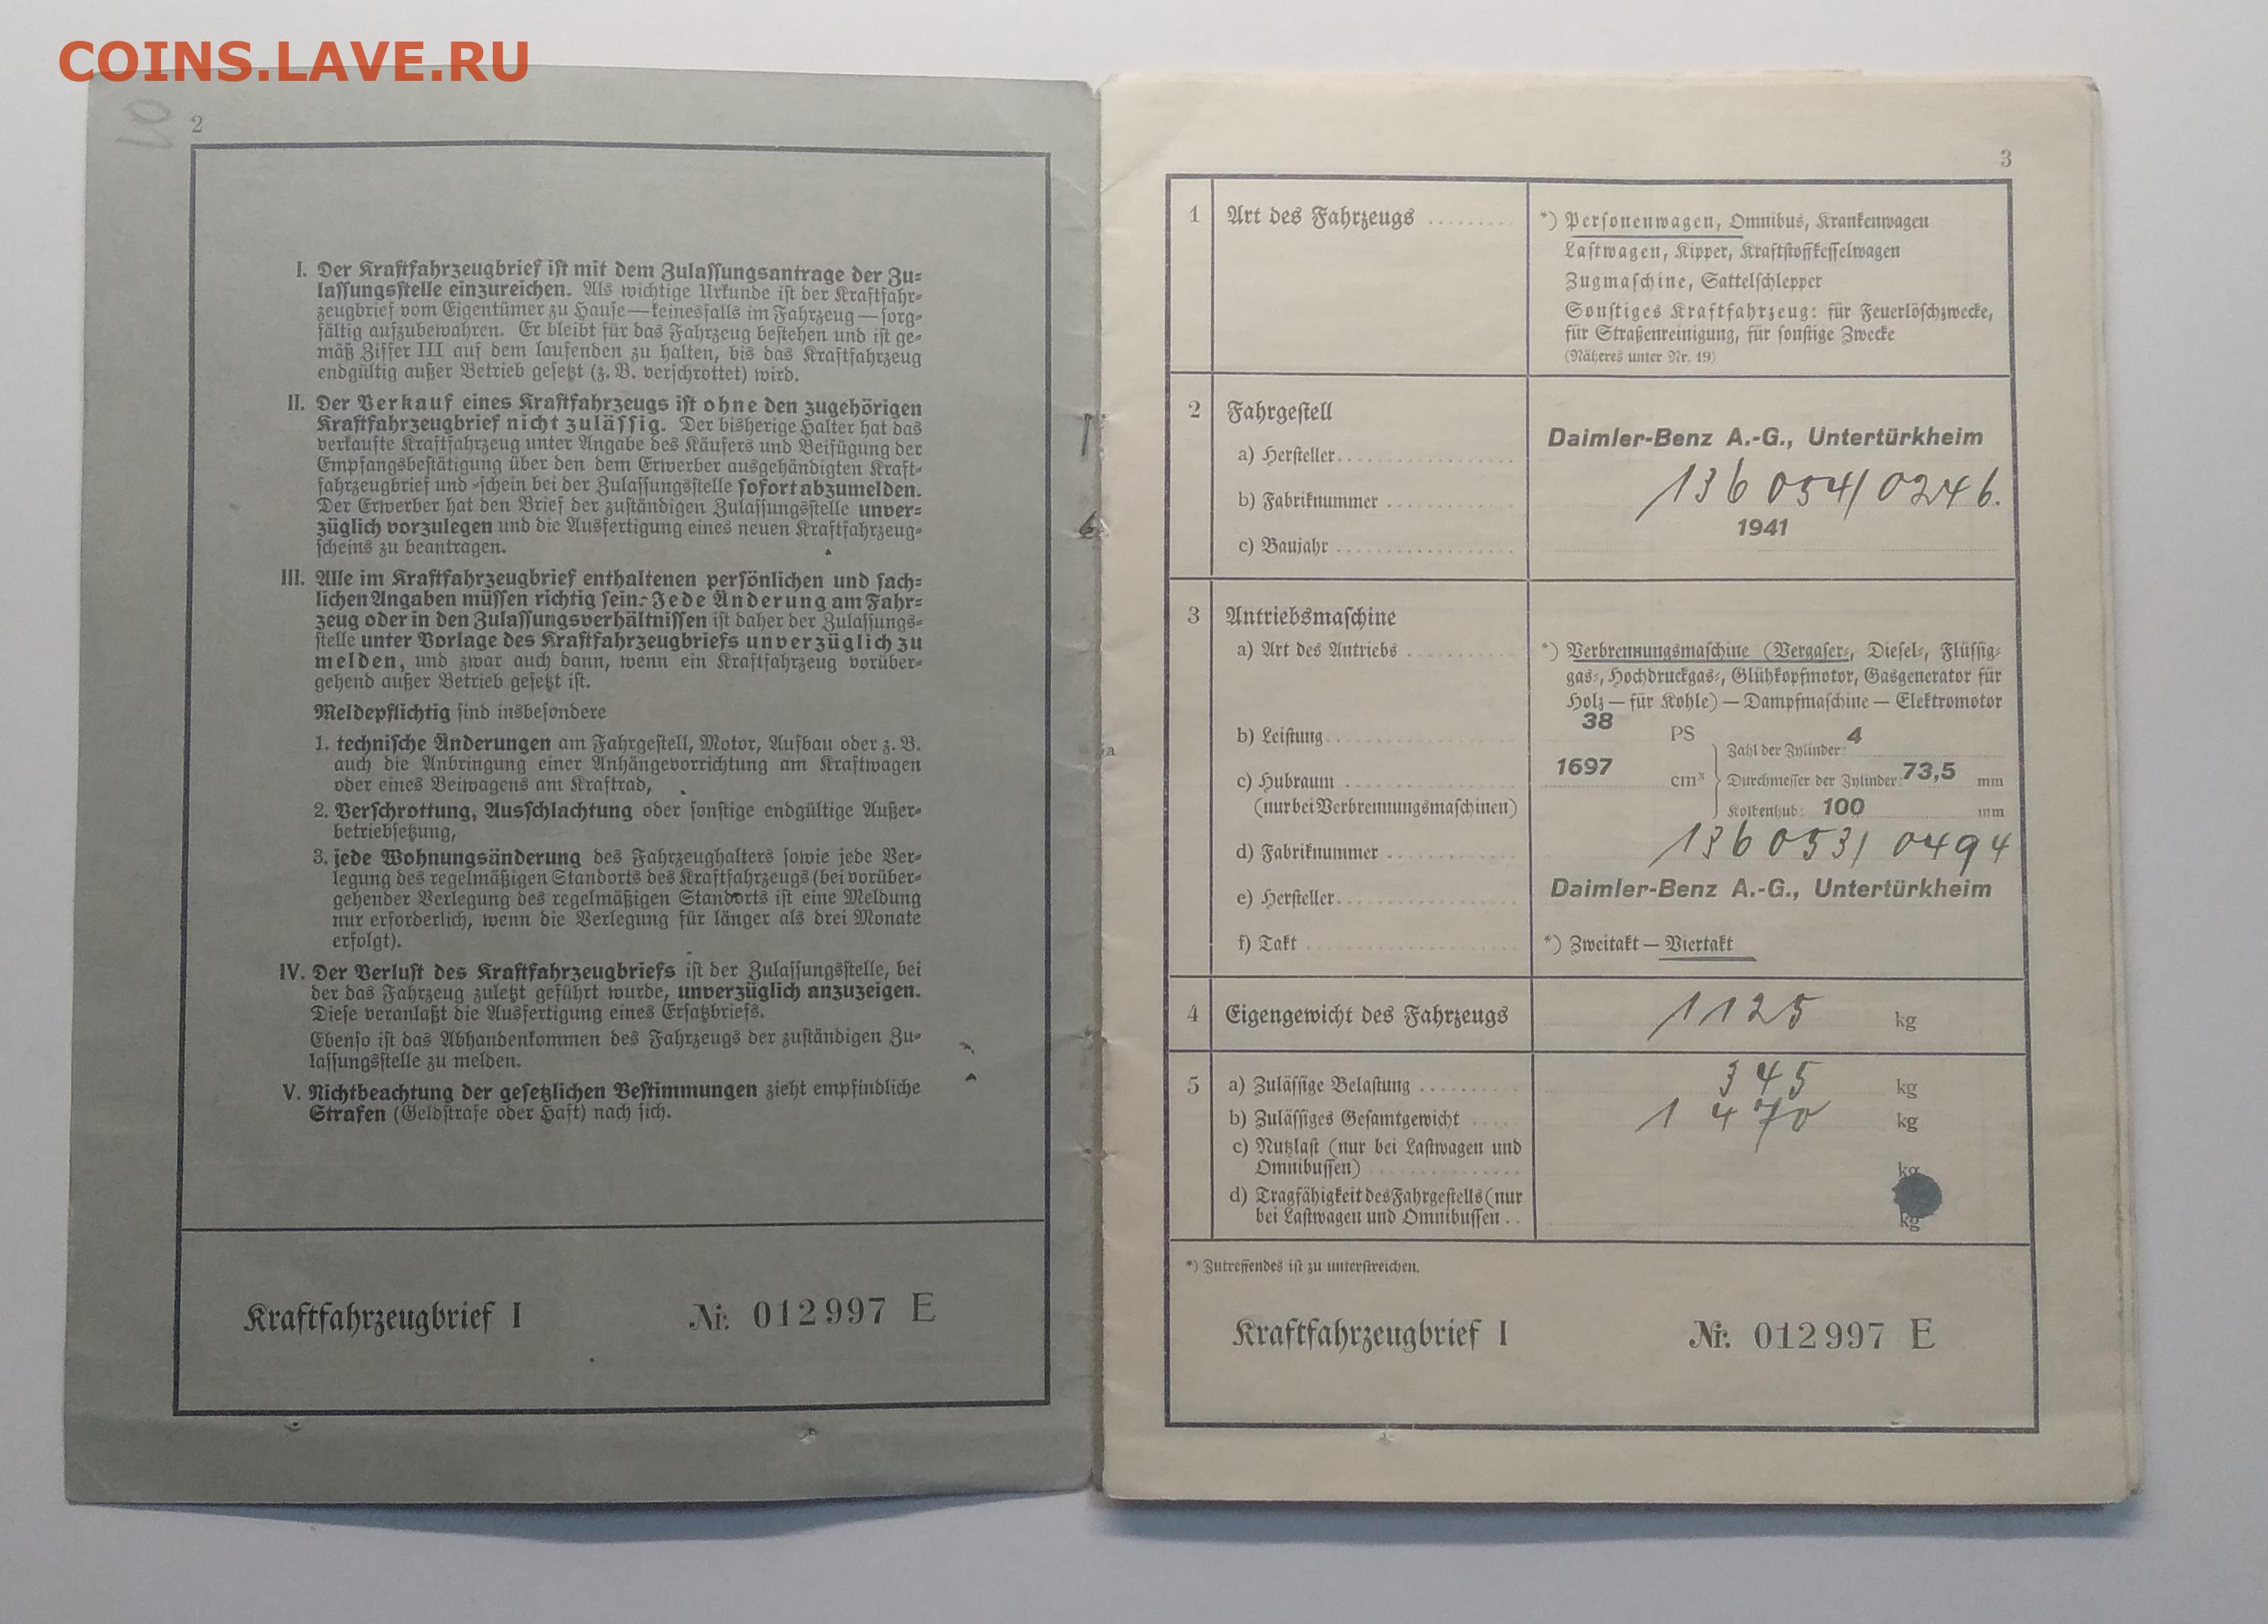 COINS.LAVE.RU
2
I. Der Kraftfahrzeugbrief ist mit dem Zulassungsantrage der Zu-
lassungsstelle einzureichen. Als wichtige Urkunde ist der Kraftfahr-
zeugbrief vom Eigentümer zu Hause — keinesfalls im Fahrzeug — sorg-
fältig aufzubewahren. Er bleibt für das Fahrzeug bestehen und ist ge-
mäß Ziffer III auf dem laufenden zu halten, bis das Kraftfahrzeug
endgültig außer Betrieb gesetzt (z. B. verschrottet) wird.
II. Der Verkauf eines Kraftfahrzeugs ist ohne den zugehörigen
Kraftfahrzeugbrief nicht zulässig. Der bisherige Halter hat das
verkaufte Kraftfahrzeug unter Angabe des Käufers und Beifügung der
Empfangsbestätigung über den dem Erwerber ausgehändigten Kraft-
fahrzeugbrief und -schein bei der Zulassungsstelle sofort abzumelden.
Der Erwerber hat den Brief der zuständigen Zulassungsstelle unver-
züglich vorzulegen und die Ausfertigung eines neuen Kraftfahrzeug-
scheins zu beantragen.
III. Alle im Kraftfahrzeugbrief enthaltenen persönlichen und sach-
lichen Angaben müssen richtig sein. Jede Änderung am Fahr-
zeug oder in den Zulassungsverhältnissen ist daher der Zulassungs-
stelle unter Vorlage des Kraftfahrzeugbriefs unverzüglich zu
melden, und zwar auch dann, wenn ein Kraftfahrzeug vorüber-
gehend außer Betrieb gesetzt ist.
Meldepflichtig sind insbesondere
1. technische Änderungen am Fahrgestell, Motor, Aufbau oder z. B.
auch die Anbringung einer Anhängevorrichtung am Kraftwagen
oder eines Beiwagens am Kraftrad,
2. Verschrottung, Ausschlachtung oder sonstige endgültige Außer-
betriebsetzung,
3. jede Wohnungsänderung des Fahrzeughalters sowie jede Ver-
legung des regelmäßigen Standorts des Kraftfahrzeugs (bei vorüber-
gehender Verlegung des regelmäßigen Standorts ist eine Meldung
nur erforderlich, wenn die Verlegung für länger als drei Monate
erfolgt).
IV. Der Verlust des Kraftfahrzeugbriefs ist der Zulassungsstelle, bei
der das Fahrzeug zuletzt geführt wurde, unverzüglich anzuzeigen.
Diese veranlaßt die Ausfertigung eines Ersatzbriefs.
Ebenso ist das Abhandenkommen des Fahrzeugs der zuständigen Zu-
lassungsstelle zu melden.
V. Nichtbeachtung der gesetzlichen Bestimmungen zieht empfindliche
Strafen (Geldstrafe oder Haft) nach sich.
Kraftfahrzeugbrief I Nr. 012997 E
3
1 Art des Fahrzeugs ......... *) Personenwagen, Omnibus, Krankenwagen
Lastwagen, Kipper, Kraftstoffkesselwagen
Zugmaschine, Sattelschlepper
Sonstiges Kraftfahrzeug: für Feuerlöschzwecke,
für Straßenreinigung, für sonstige Zwecke
(Näheres unter Nr. 19)
2 Fahrgestell
a) Hersteller.................. Daimler-Benz A.-G., Untertürkheim
b) Fabriknummer ............. 136 054/ 0246.
c) Baujahr .................. 1941
3 Antriebsmaschine
a) Art des Antriebs ........... *) Verbrennungsmaschine (Vergaser-, Diesel-, Flüssig-
gas-, Hochdruckgas-, Glühkopfmotor, Gasgenerator für
Holz — für Kohle) — Dampfmaschine — Elektromotor
b) Leistung................... 38 PS
c) Hubraum ................. 1697 cm³
(nur bei Verbrennungsmaschinen)
Zahl der Zylinder: 4
Durchmesser der Zylinder: 73,5 mm
Kolbenhub: 100 mm
d) Fabriknummer ............. 136 053/ 0494
e) Hersteller.................. Daimler-Benz A.-G., Untertürkheim
f) Takt ..................... *) Zweitakt — Viertakt
4 Eigengewicht des Fahrzeugs 1125 kg
5 a) Zulässige Belastung .......... 345 kg
b) Zulässiges Gesamtgewicht ..... 1470 kg
c) Nutzlast (nur bei Lastwagen und
Omnibussen) ............... kg
d) Tragfähigkeit des Fahrgestells (nur
bei Lastwagen und Omnibussen .. kg
*) Zutreffendes ist zu unterstreichen.
Kraftfahrzeugbrief I Nr. 012997 E